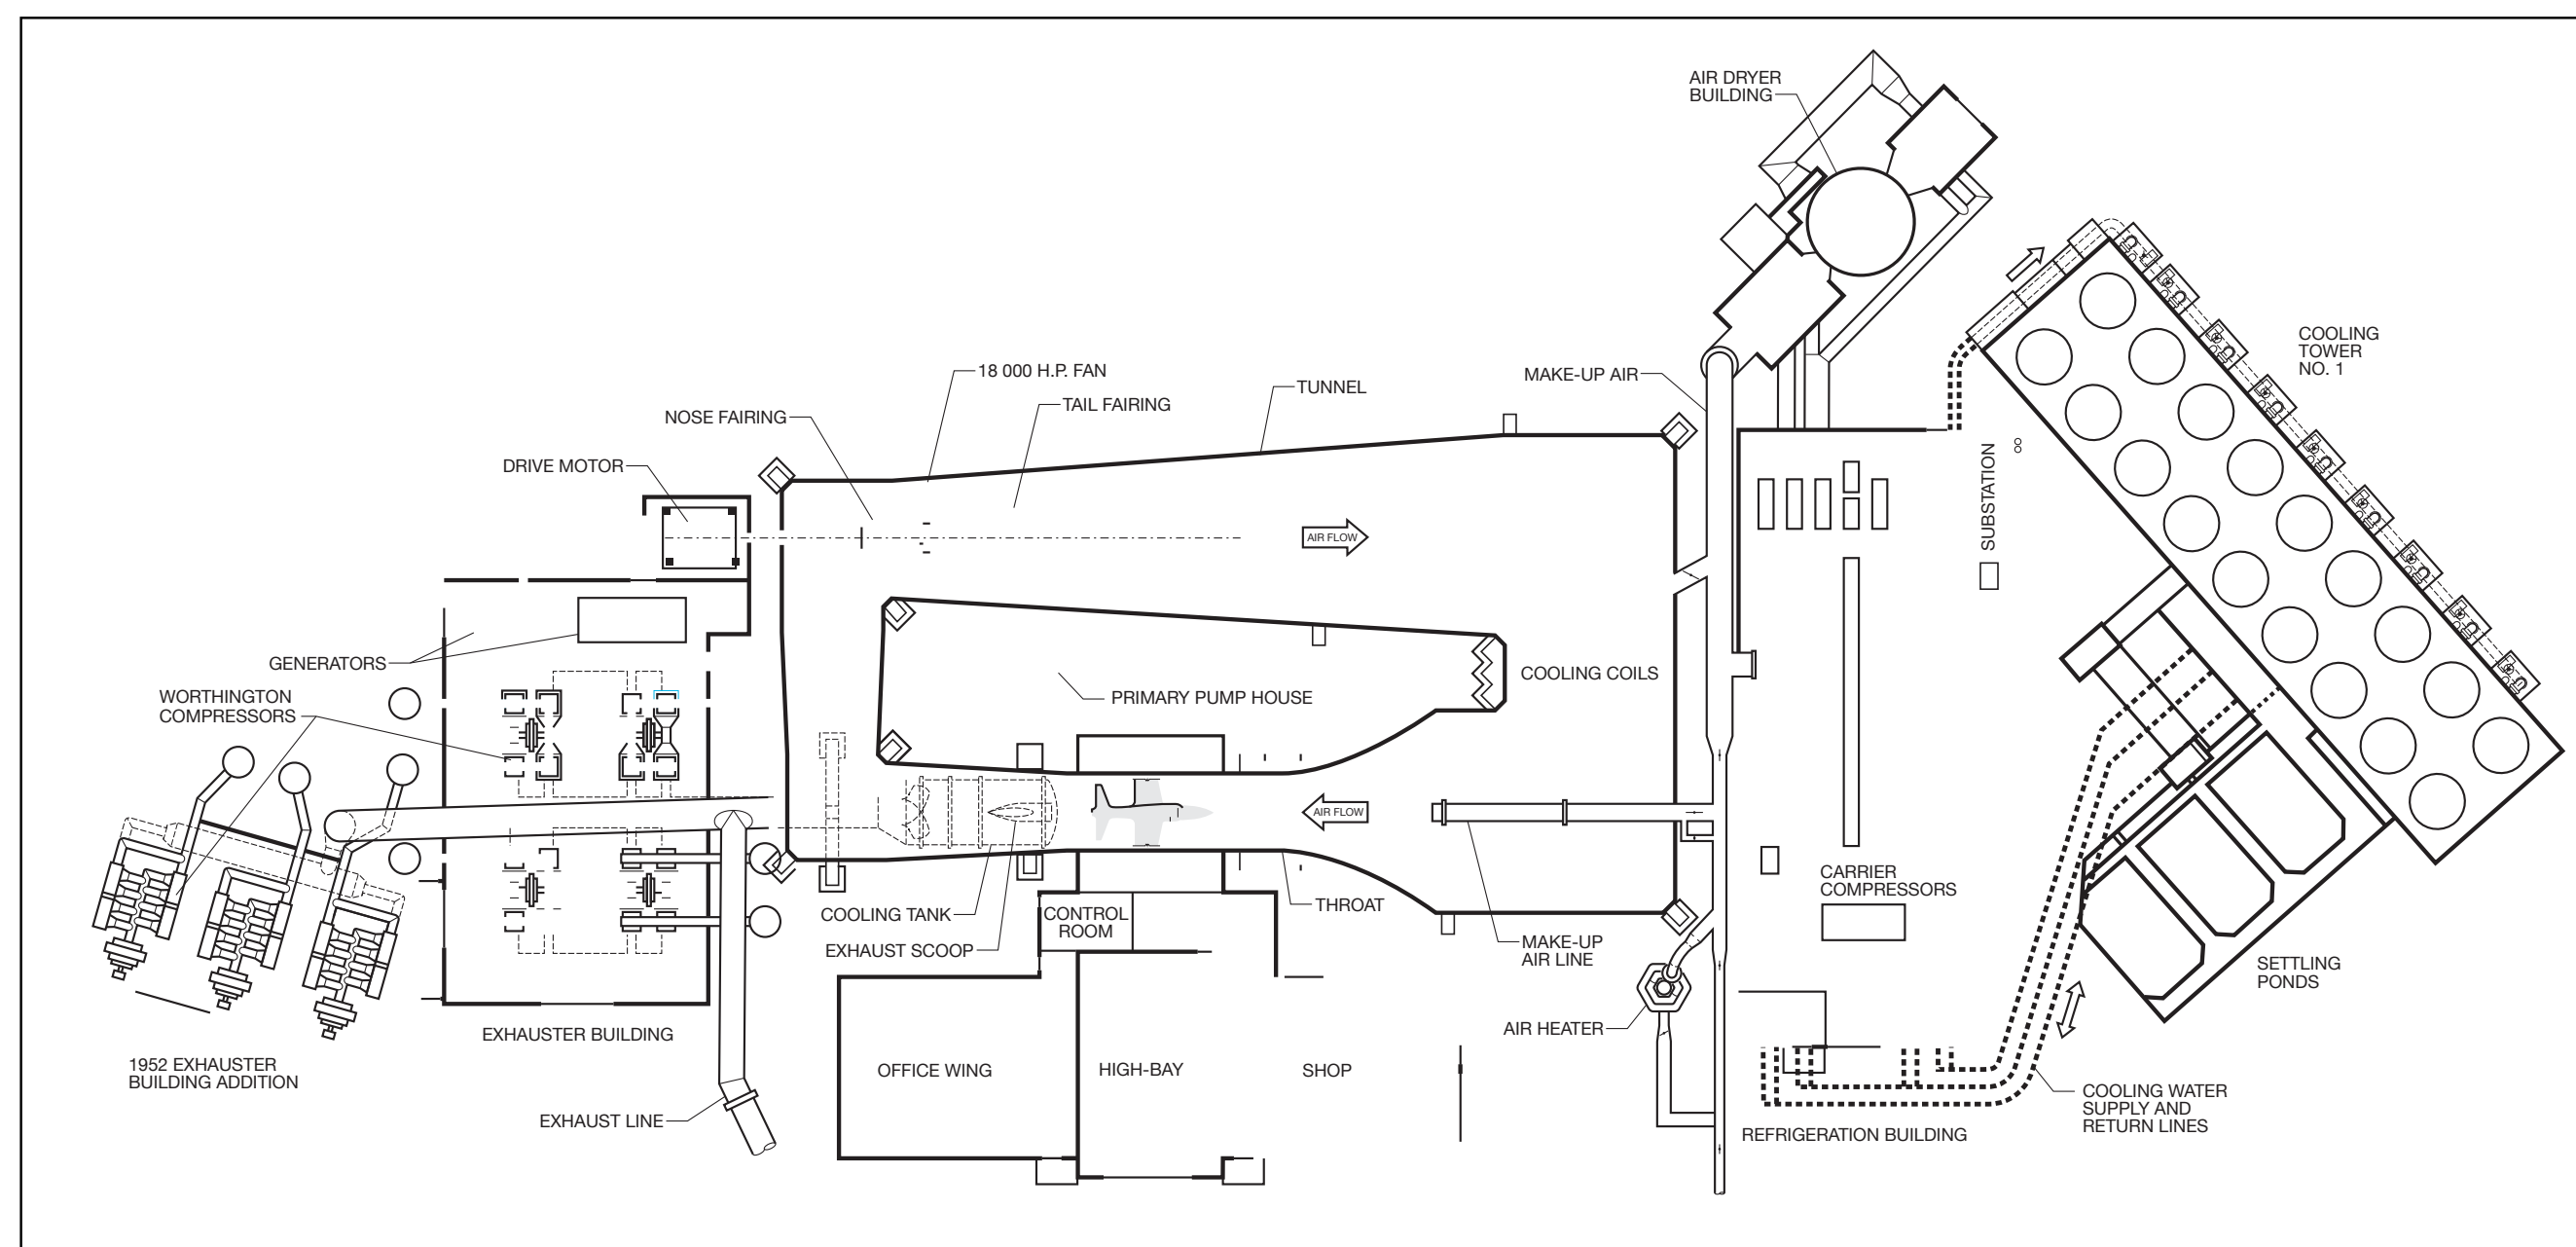 AIR DRYER
BUILDING
COOLING
TOWER
NO. 1
18 000 H.P. FAN
MAKE-UP AIR
TUNNEL
TAIL FAIRING
NOSE FAIRING
DRIVE MOTOR
SUBSTATION
AIR FLOW
GENERATORS
COOLING COILS
WORTHINGTON
COMPRESSORS
PRIMARY PUMP HOUSE
AIR FLOW
CARRIER
COMPRESSORS
COOLING TANK
CONTROL
ROOM
THROAT
EXHAUST SCOOP
MAKE-UP
AIR LINE
SETTLING
PONDS
AIR HEATER
EXHAUSTER BUILDING
1952 EXHAUSTER
BUILDING ADDITION
OFFICE WING
HIGH-BAY
SHOP
COOLING WATER
SUPPLY AND
RETURN LINES
EXHAUST LINE
REFRIGERATION BUILDING